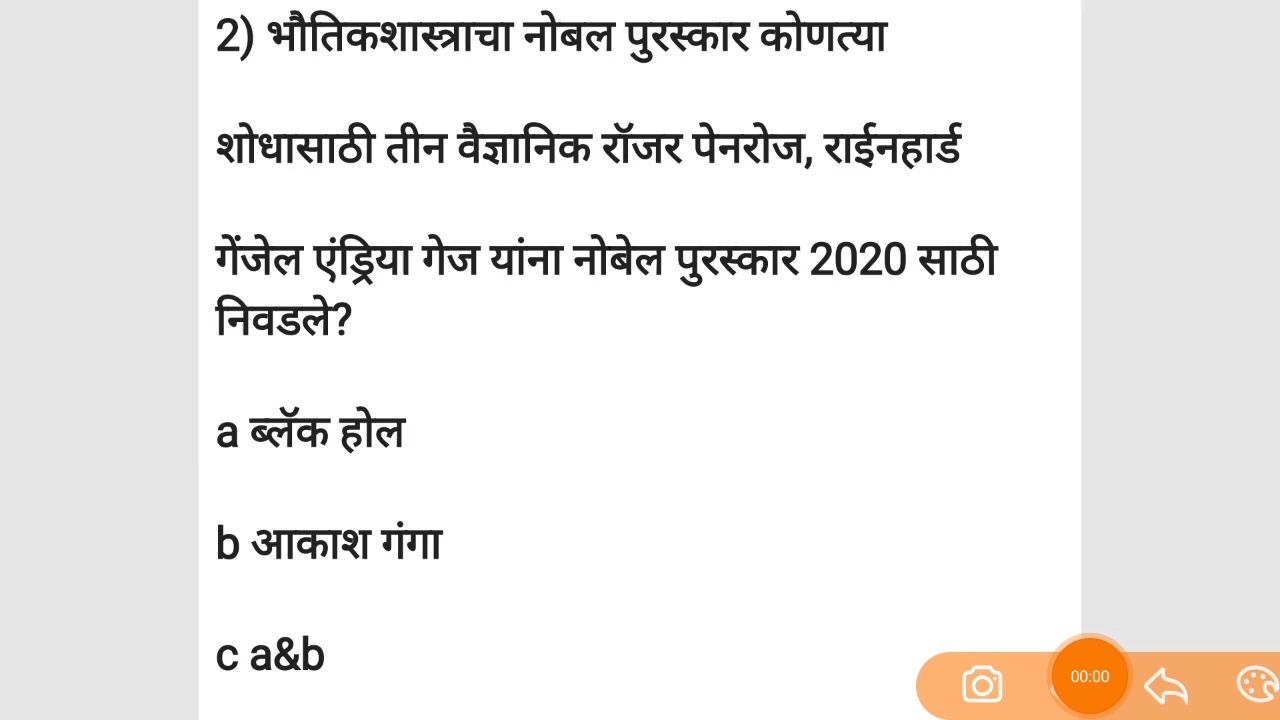 2) भौतिकशास्त्राचा नोबल पुरस्कार कोणत्या
शोधासाठी तीन वैज्ञानिक रॉजर पेनरोज, राईनहार्ड
गेंजेल एंड्रिया गेज यांना नोबेल पुरस्कार 2020 साठी
निवडले?
a ब्लॅक होल
b आकाश गंगा
c a&b
00:00